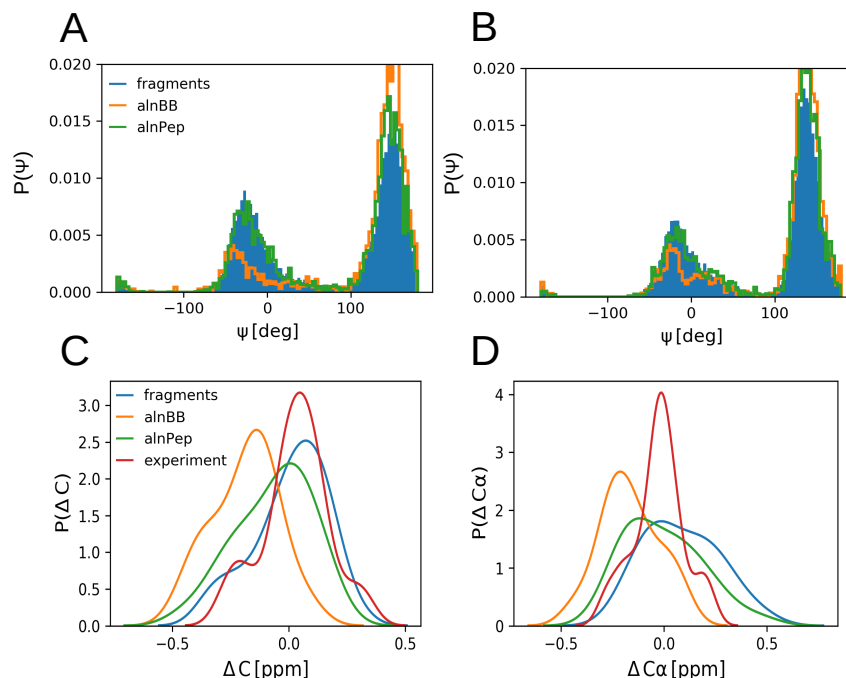 A
B
P(Ψ)
0.020
0.015
0.010
0.005
0.000
fragments
alnBB
alnPep
−100
0
100
ψ [deg]
P(Ψ)
0.020
0.015
0.010
0.005
0.000
−100
0
100
ψ [deg]
C
D
P(Δ C)
3.0
2.5
2.0
1.5
1.0
0.5
0.0
fragments
alnBB
alnPep
experiment
−0.5
0.0
0.5
Δ C [ppm]
P(Δ Cα)
4
3
2
1
0
−0.5
0.0
0.5
Δ Cα [ppm]